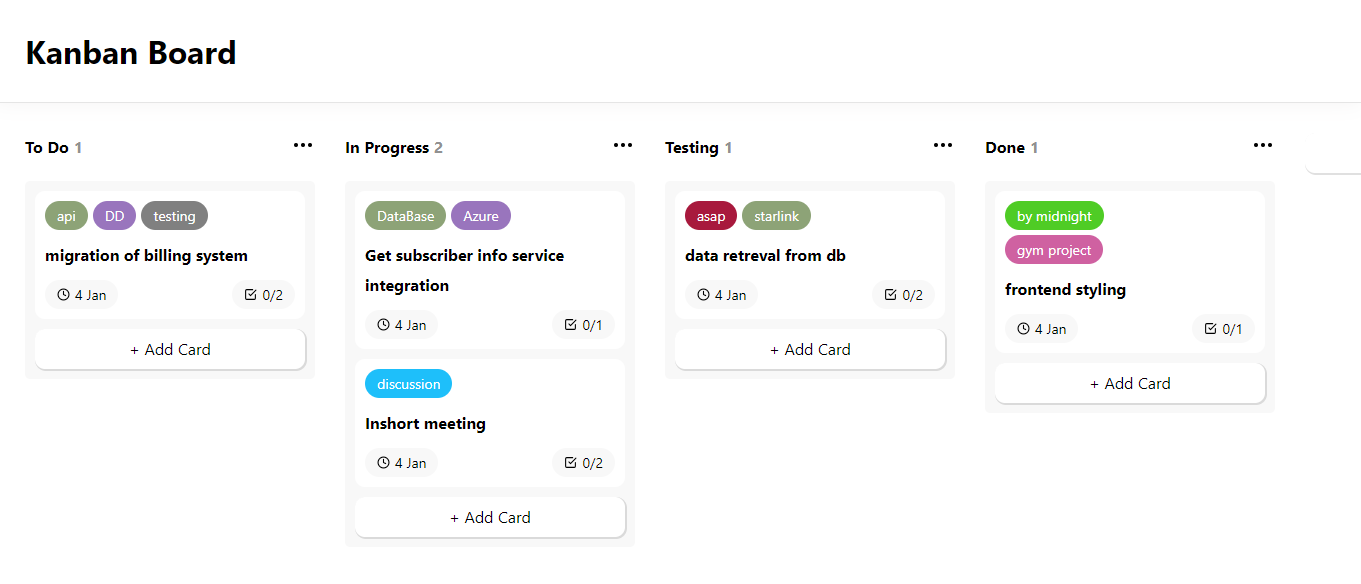 Kanban Board
To Do 1
api DD testing
migration of billing system
4 Jan 0/2
+ Add Card
In Progress 2
DataBase Azure
Get subscriber info service
integration
4 Jan 0/1
discussion
Inshort meeting
4 Jan 0/2
+ Add Card
Testing 1
asap starlink
data retreval from db
4 Jan 0/2
+ Add Card
Done 1
by midnight
gym project
frontend styling
4 Jan 0/1
+ Add Card